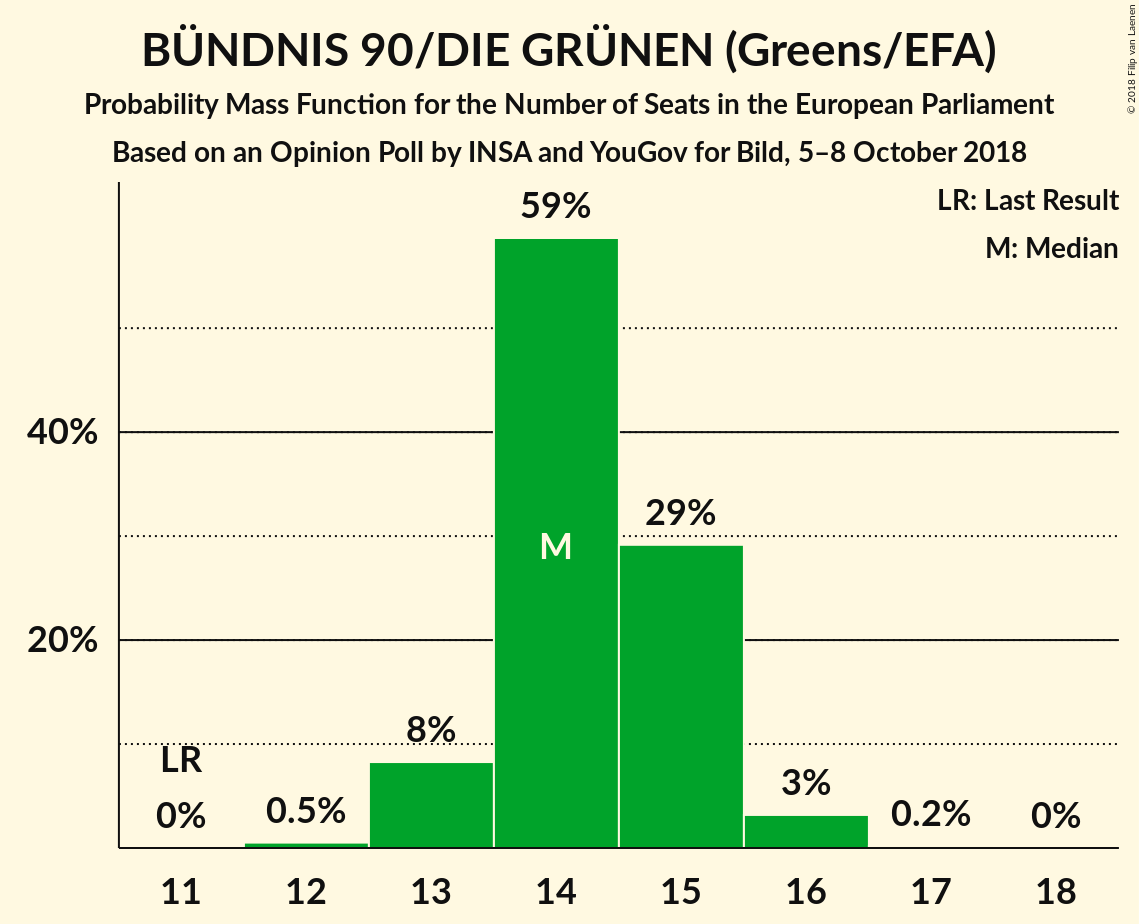 BÜNDNIS 90/DIE GRÜNEN (Greens/EFA)
Probability Mass Function for the Number of Seats in the European Parliament
Based on an Opinion Poll by INSA and YouGov for Bild, 5–8 October 2018
© 2018 Filip van Laenen
LR: Last Result
M: Median
59%
40%
29%
M
20%
8%
LR
3%
0%
0.5%
0.2%
0%
11 12 13 14 15 16 17 18